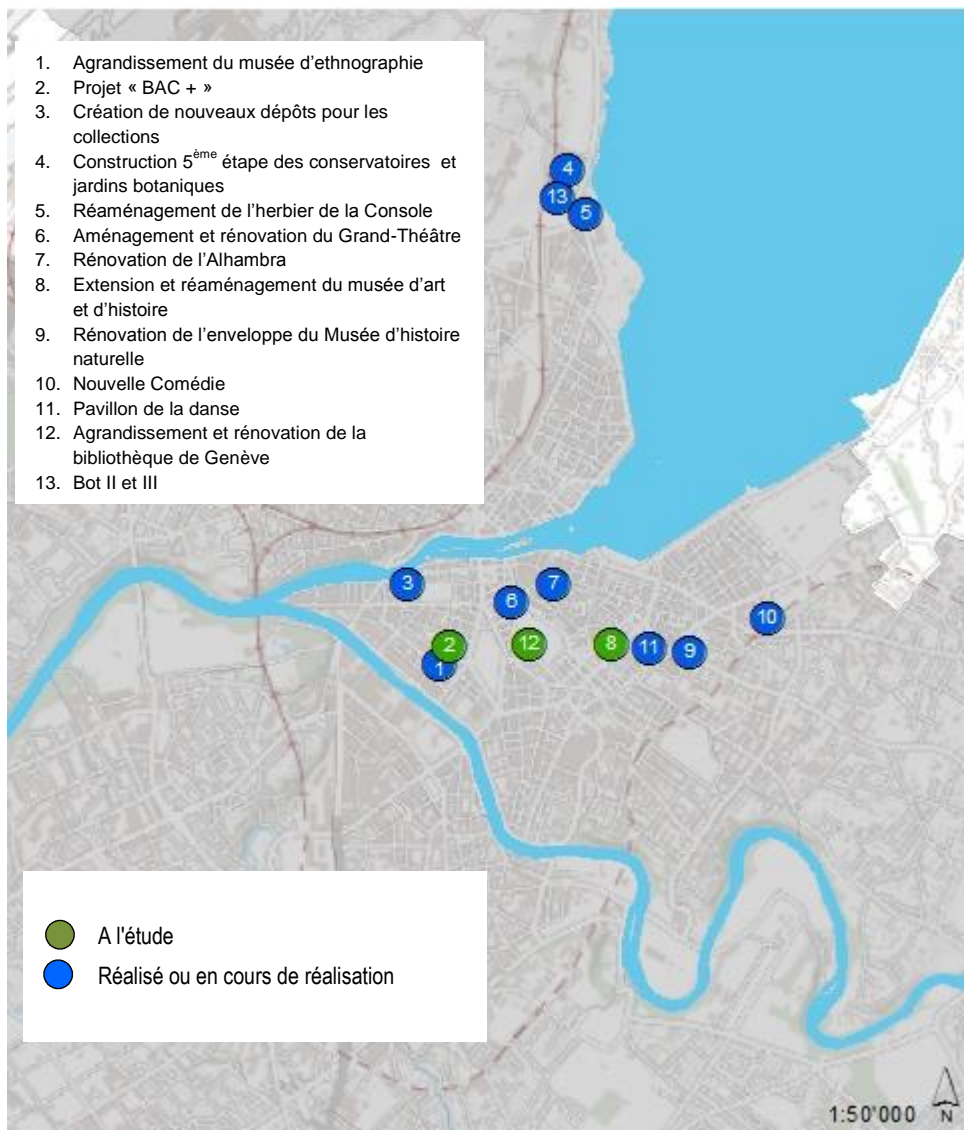 1. Agrandissement du musée d'ethnographie
2. Projet « BAC + »
3. Création de nouveaux dépôts pour les
collections
4. Construction 5ème étape des conservatoires et
jardins botaniques
5. Réaménagement de l'herbier de la Console
6. Aménagement et rénovation du Grand-Théâtre
7. Rénovation de l'Alhambra
8. Extension et réaménagement du musée d'art
et d'histoire
9. Rénovation de l'enveloppe du Musée d'histoire
naturelle
10. Nouvelle Comédie
11. Pavillon de la danse
12. Agrandissement et rénovation de la
bibliothèque de Genève
13. Bot II et III
4
13
5
3
7
6
10
2
12
8
11
9
1
A l'étude
Réalisé ou en cours de réalisation
1:50'000
N